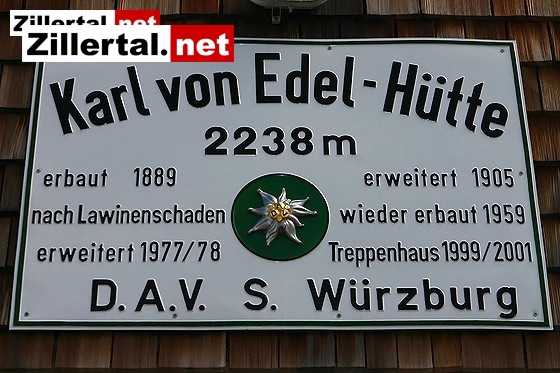 Zillertal.net
Zillertal.net
Karl von Edel-Hütte
2238 m
erbaut 1889 erweitert 1905
nach Lawinenschaden wieder erbaut 1959
erweitert 1977/78 Treppenhaus 1999/2001
D.A.V. S. Würzburg